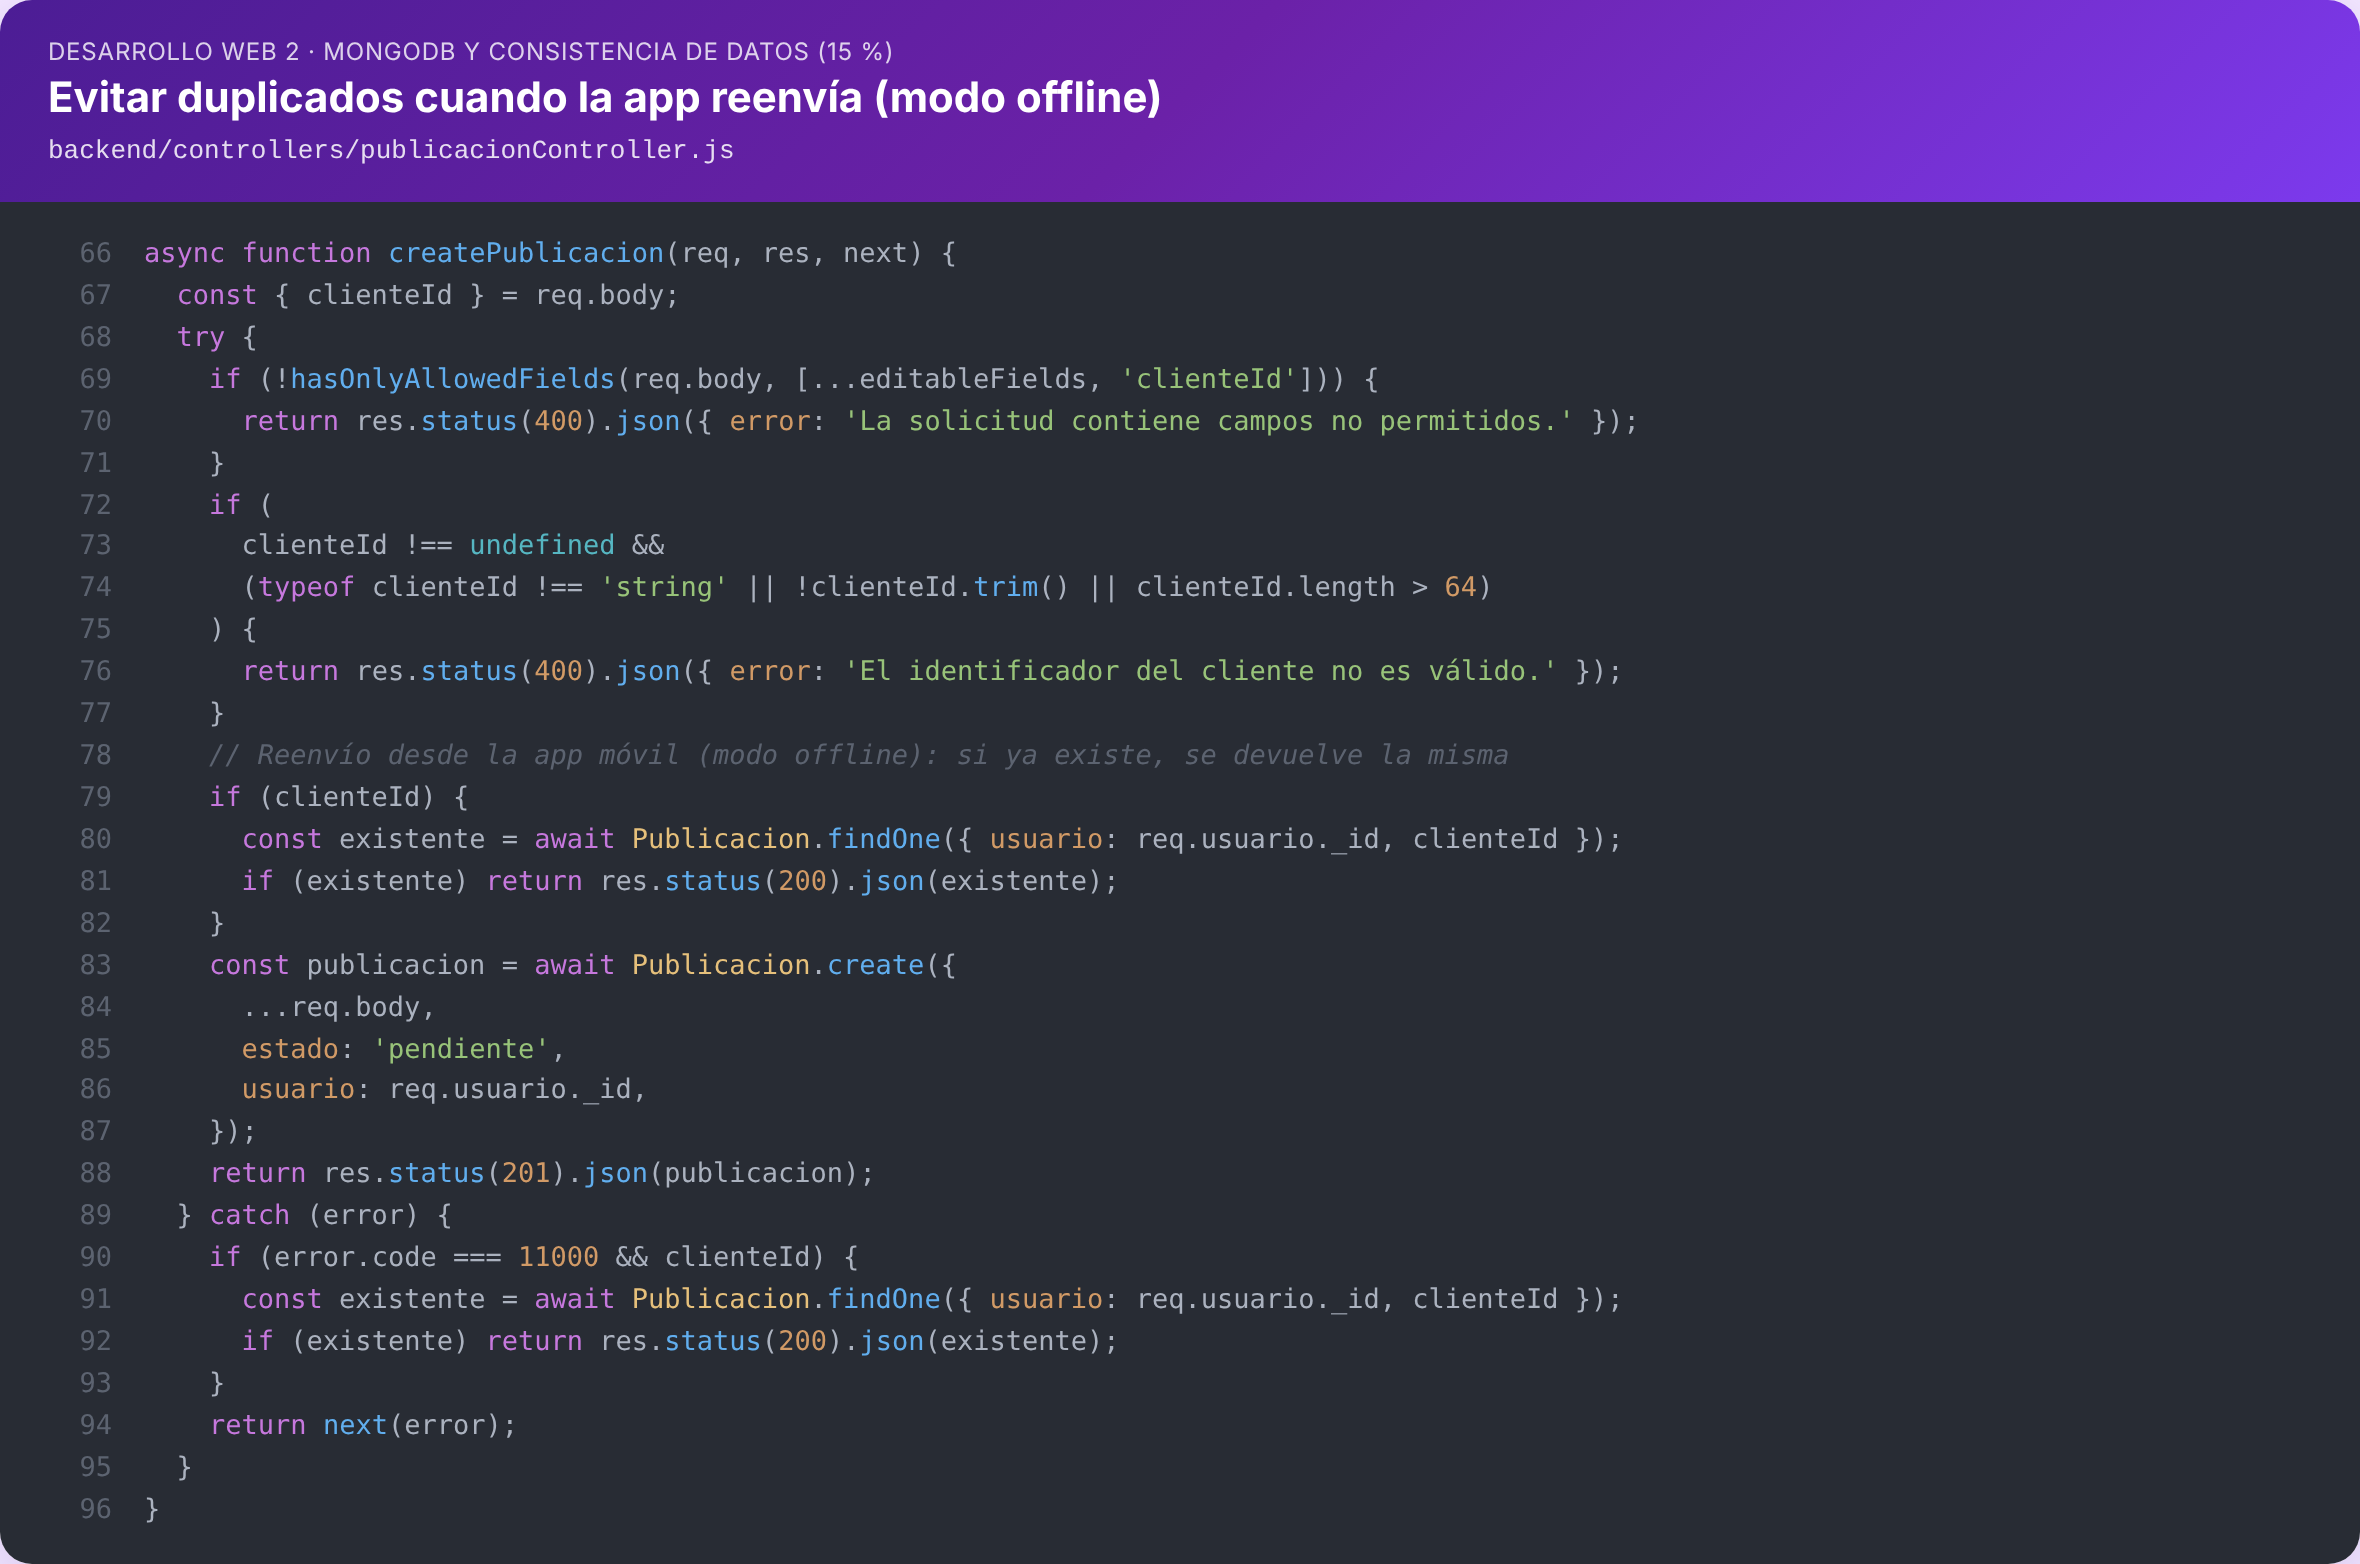 DESARROLLO WEB 2 · MONGODB Y CONSISTENCIA DE DATOS (15 %)
Evitar duplicados cuando la app reenvía (modo offline)
backend/controllers/publicacionController.js
66 async function createPublicacion(req, res, next) {
67   const { clienteId } = req.body;
68   try {
69     if (!hasOnlyAllowedFields(req.body, [...editableFields, 'clienteId'])) {
70       return res.status(400).json({ error: 'La solicitud contiene campos no permitidos.' });
71     }
72     if (
73       clienteId !== undefined &&
74       (typeof clienteId !== 'string' || !clienteId.trim() || clienteId.length > 64)
75     ) {
76       return res.status(400).json({ error: 'El identificador del cliente no es válido.' });
77     }
78     // Reenvío desde la app móvil (modo offline): si ya existe, se devuelve la misma
79     if (clienteId) {
80       const existente = await Publicacion.findOne({ usuario: req.usuario._id, clienteId });
81       if (existente) return res.status(200).json(existente);
82     }
83     const publicacion = await Publicacion.create({
84       ...req.body,
85       estado: 'pendiente',
86       usuario: req.usuario._id,
87     });
88     return res.status(201).json(publicacion);
89   } catch (error) {
90     if (error.code === 11000 && clienteId) {
91       const existente = await Publicacion.findOne({ usuario: req.usuario._id, clienteId });
92       if (existente) return res.status(200).json(existente);
93     }
94     return next(error);
95   }
96 }